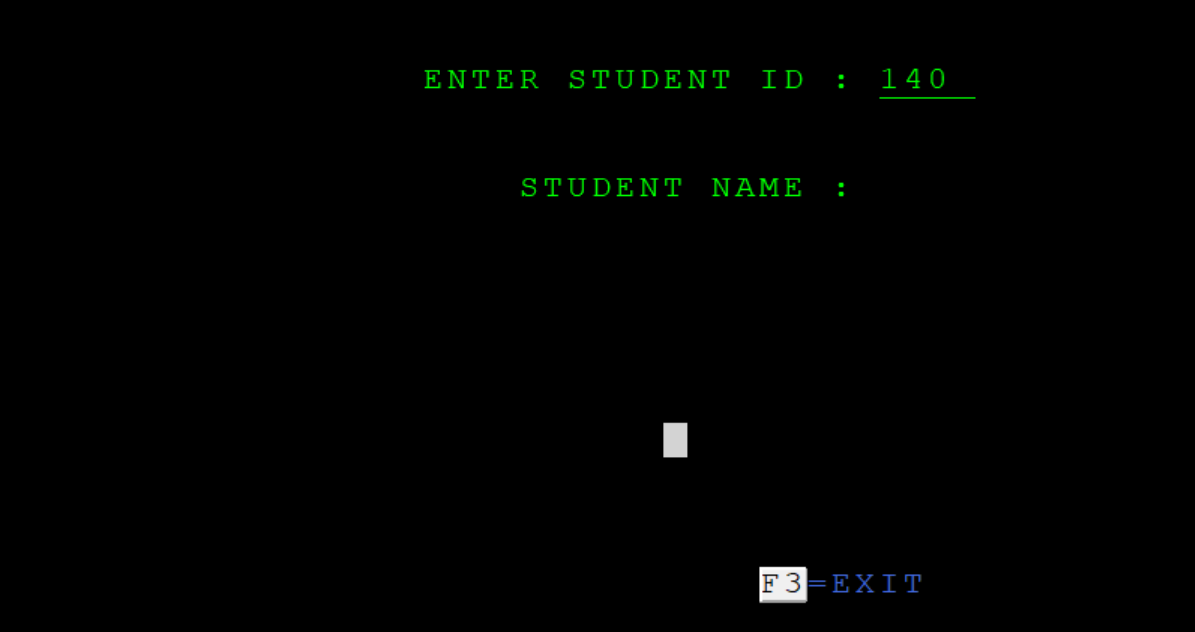 ENTER STUDENT ID : 140
STUDENT NAME :
F3=EXIT